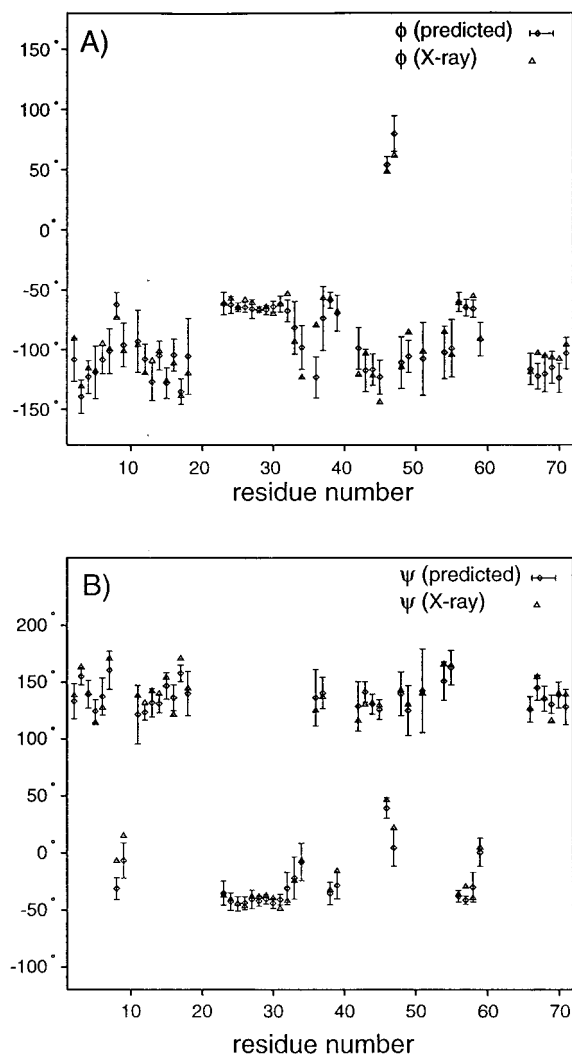 A)
ϕ (predicted)
ϕ (X-ray)
150°
100°
50°
0°
-50°
-100°
-150°
10 20 30 40 50 60 70
residue number
B)
ψ (predicted)
ψ (X-ray)
200°
150°
100°
50°
0°
-50°
-100°
10 20 30 40 50 60 70
residue number